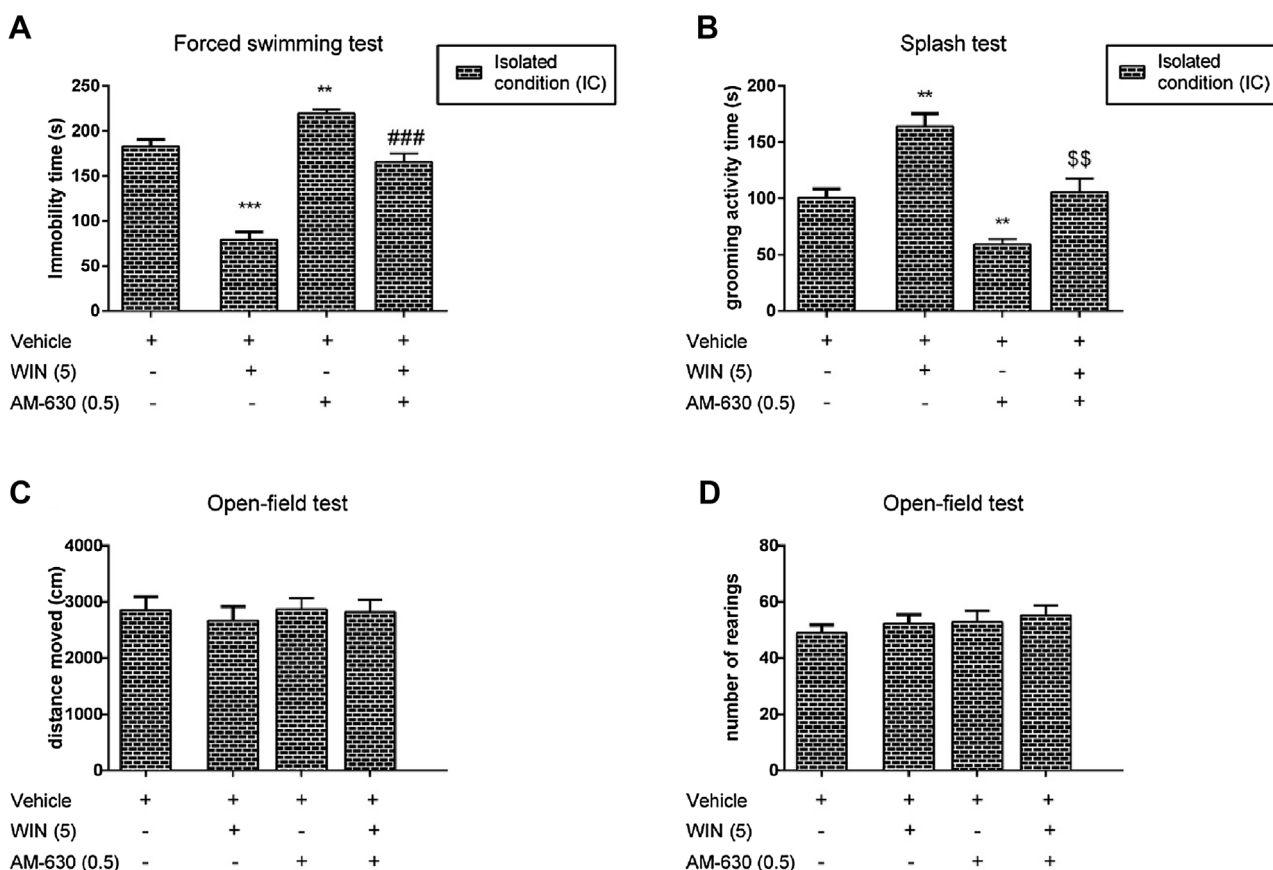 A
Forced swimming test
Isolated
condition (IC)
Immobility time (s)
250
200
150
100
50
0
**
***
###
Vehicle + + + +
WIN (5) - + - +
AM-630 (0.5) - - + +
B
Splash test
Isolated
condition (IC)
grooming activity time (s)
200
150
100
50
0
**
**
$$
Vehicle + + + +
WIN (5) - + - +
AM-630 (0.5) - - + +
C
Open-field test
distance moved (cm)
4000
3000
2000
1000
0
Vehicle + + + +
WIN (5) - + - +
AM-630 (0.5) - - + +
D
Open-field test
number of rearings
80
60
40
20
0
Vehicle + + + +
WIN (5) - + - +
AM-630 (0.5) - - + +